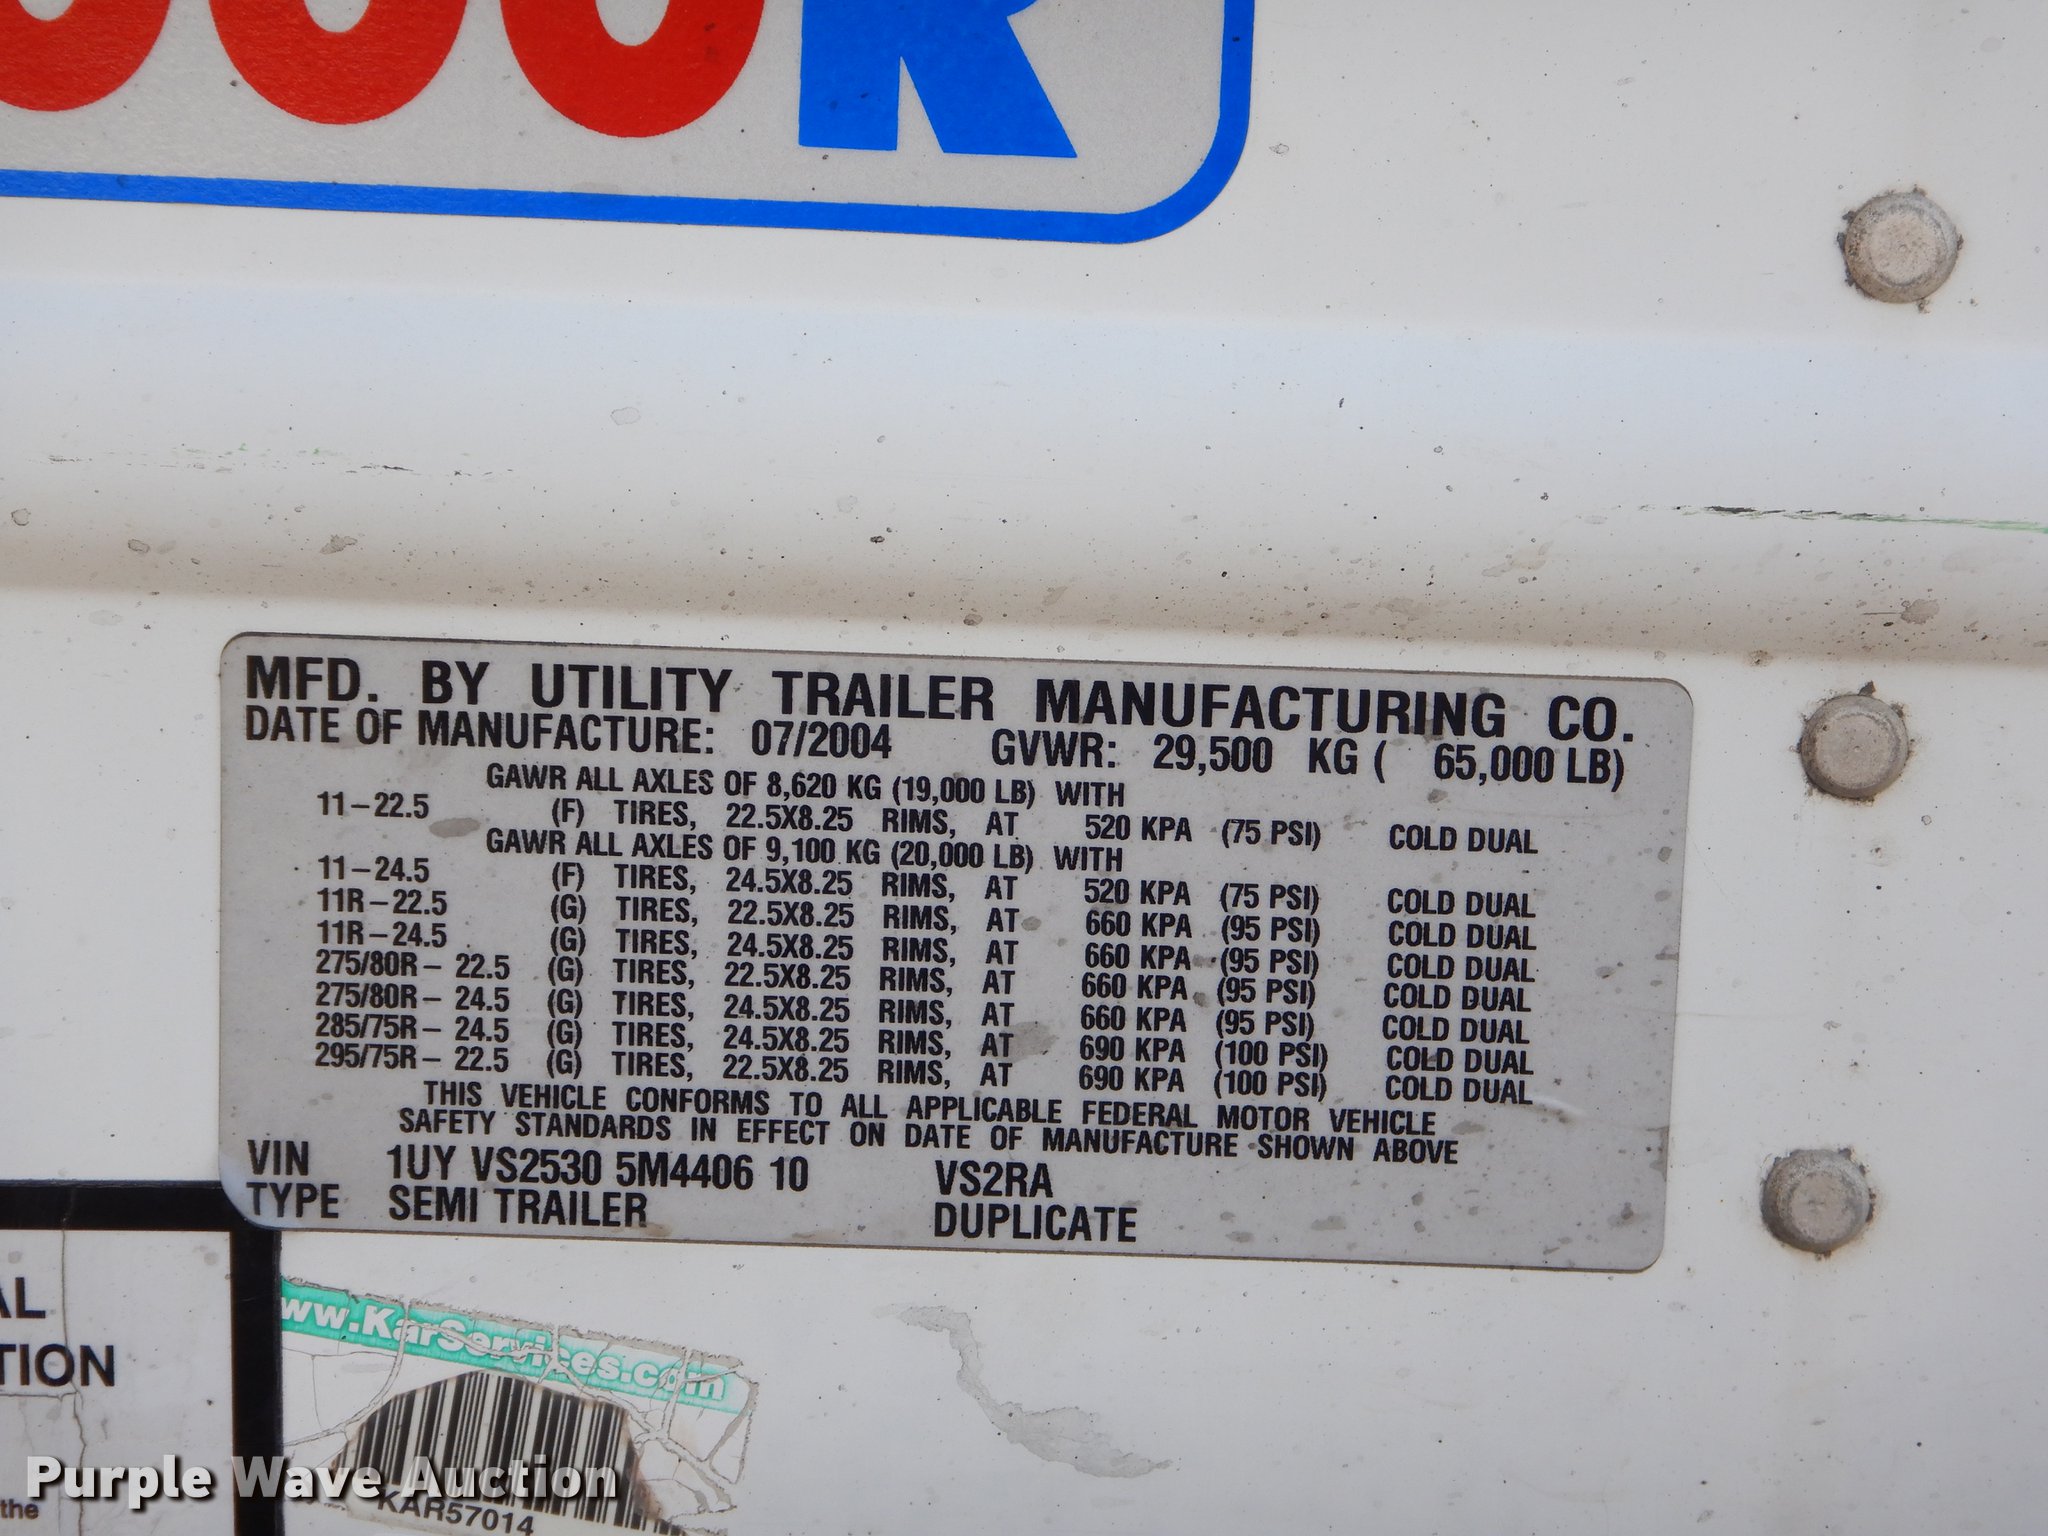 R
MFD. BY UTILITY TRAILER MANUFACTURING CO.
DATE OF MANUFACTURE: 07/2004 GVWR: 29,500 KG ( 65,000 LB)
GAWR ALL AXLES OF 8,620 KG (19,000 LB) WITH
11-22.5 (F) TIRES, 22.5X8.25 RIMS, AT 520 KPA (75 PSI) COLD DUAL
GAWR ALL AXLES OF 9,100 KG (20,000 LB) WITH
11-24.5 (F) TIRES, 24.5X8.25 RIMS, AT 520 KPA (75 PSI) COLD DUAL
11R-22.5 (G) TIRES, 22.5X8.25 RIMS, AT 660 KPA (95 PSI) COLD DUAL
11R-24.5 (G) TIRES, 24.5X8.25 RIMS, AT 660 KPA (95 PSI) COLD DUAL
275/80R- 22.5 (G) TIRES, 22.5X8.25 RIMS, AT 660 KPA (95 PSI) COLD DUAL
275/80R- 24.5 (G) TIRES, 24.5X8.25 RIMS, AT 660 KPA (95 PSI) COLD DUAL
285/75R- 24.5 (G) TIRES, 24.5X8.25 RIMS, AT 690 KPA (100 PSI) COLD DUAL
295/75R- 22.5 (G) TIRES, 22.5X8.25 RIMS, AT 690 KPA (100 PSI) COLD DUAL
THIS VEHICLE CONFORMS TO ALL APPLICABLE FEDERAL MOTOR VEHICLE
SAFETY STANDARDS IN EFFECT ON DATE OF MANUFACTURE SHOWN ABOVE
VIN 1UY VS2530 5M4406 10 VS2RA
TYPE SEMI TRAILER DUPLICATE
AL
TION
the
www.KarServices.com
KAR57014
Purple Wave Auction